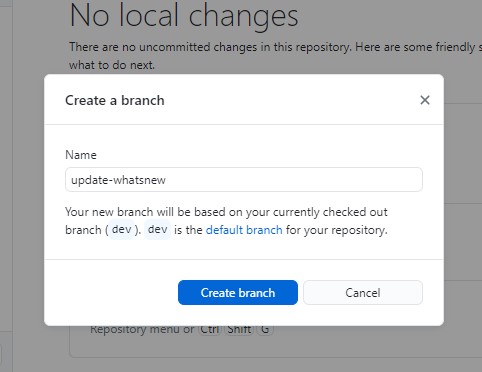 No local changes
There are no uncommitted changes in this repository. Here are some friendly s
what to do next.
Create a branch
Name
update-whatsnew
Your new branch will be based on your currently checked out
branch ( dev ). dev is the default branch for your repository.
Create branch
Cancel
Repository menu or Ctrl Shift G